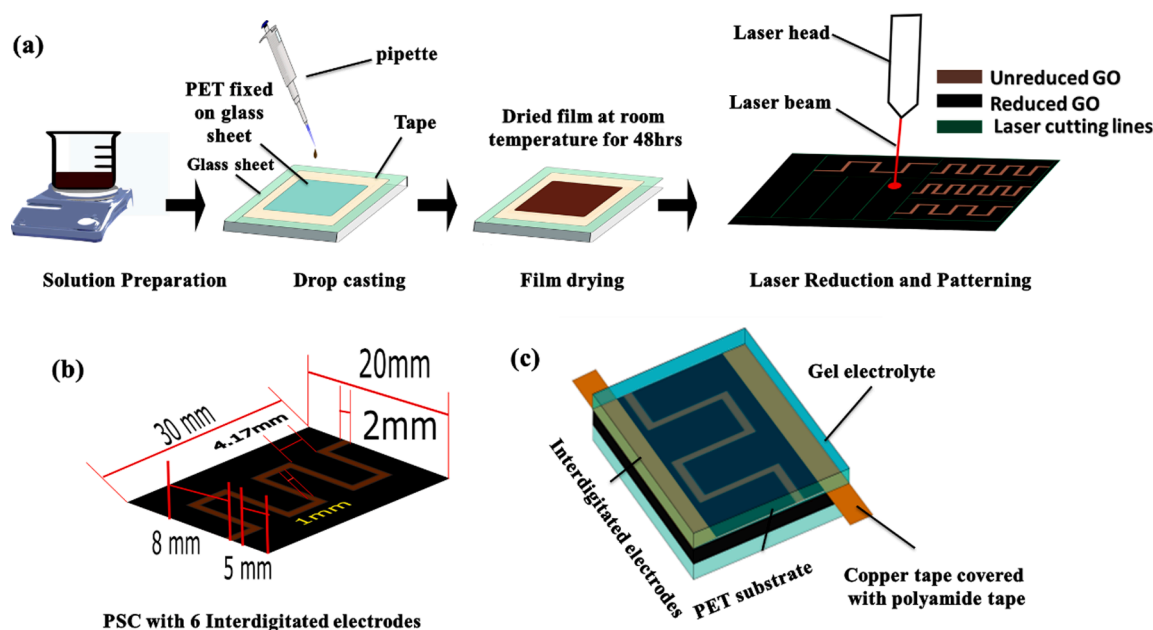 (a)
pipette
PET fixed
on glass
sheet
Tape
Glass sheet
Dried film at room
temperature for 48hrs
Laser head
Laser beam
Unreduced GO
Reduced GO
Laser cutting lines
Solution Preparation
Drop casting
Film drying
Laser Reduction and Patterning
(b)
20mm
2mm
30 mm
4.17mm
1mm
8 mm
5 mm
PSC with 6 Interdigitated electrodes
(c)
Gel electrolyte
Interdigitated electrodes
PET substrate
Copper tape covered
with polyamide tape